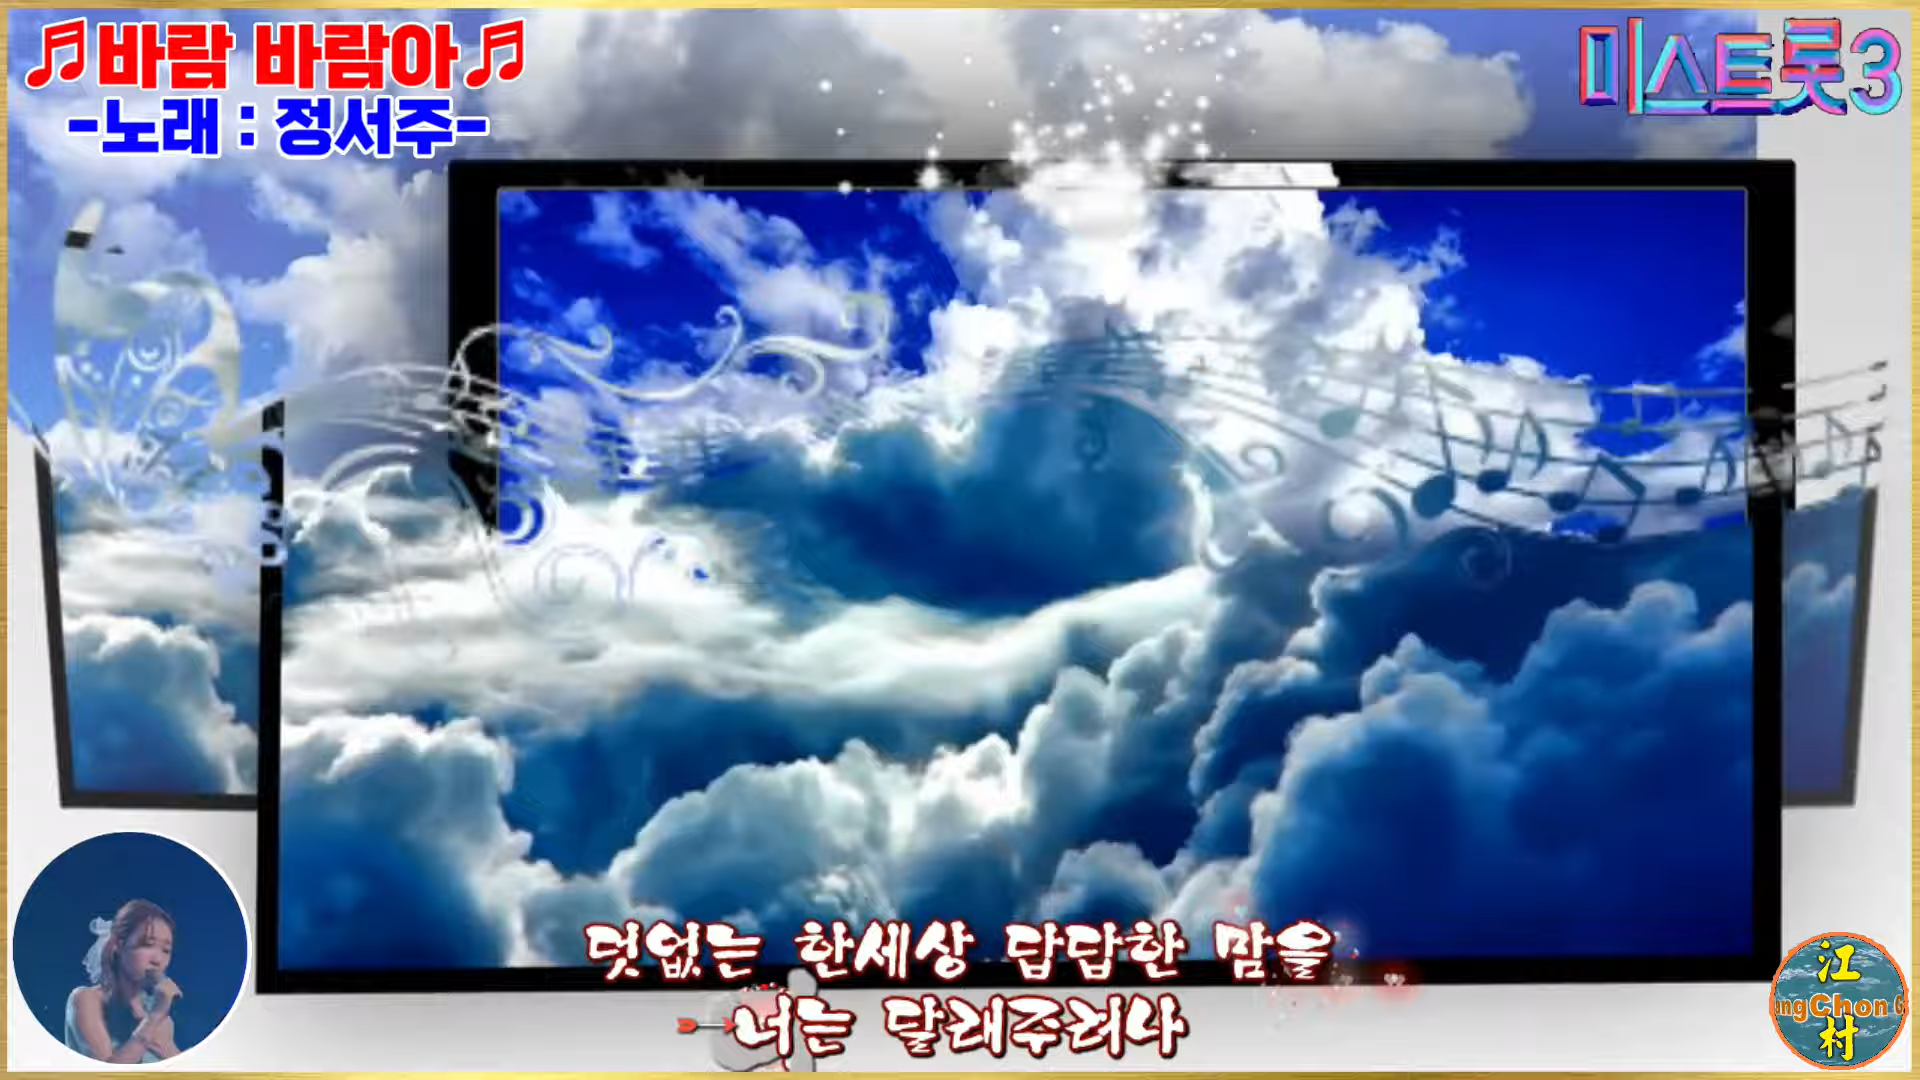 ♬바람 바람아♬
-노래 : 정서주-
미스트롯3
덧없는 한세상 답답한 맘을
너는 달래주려나
江
ngChon G
村